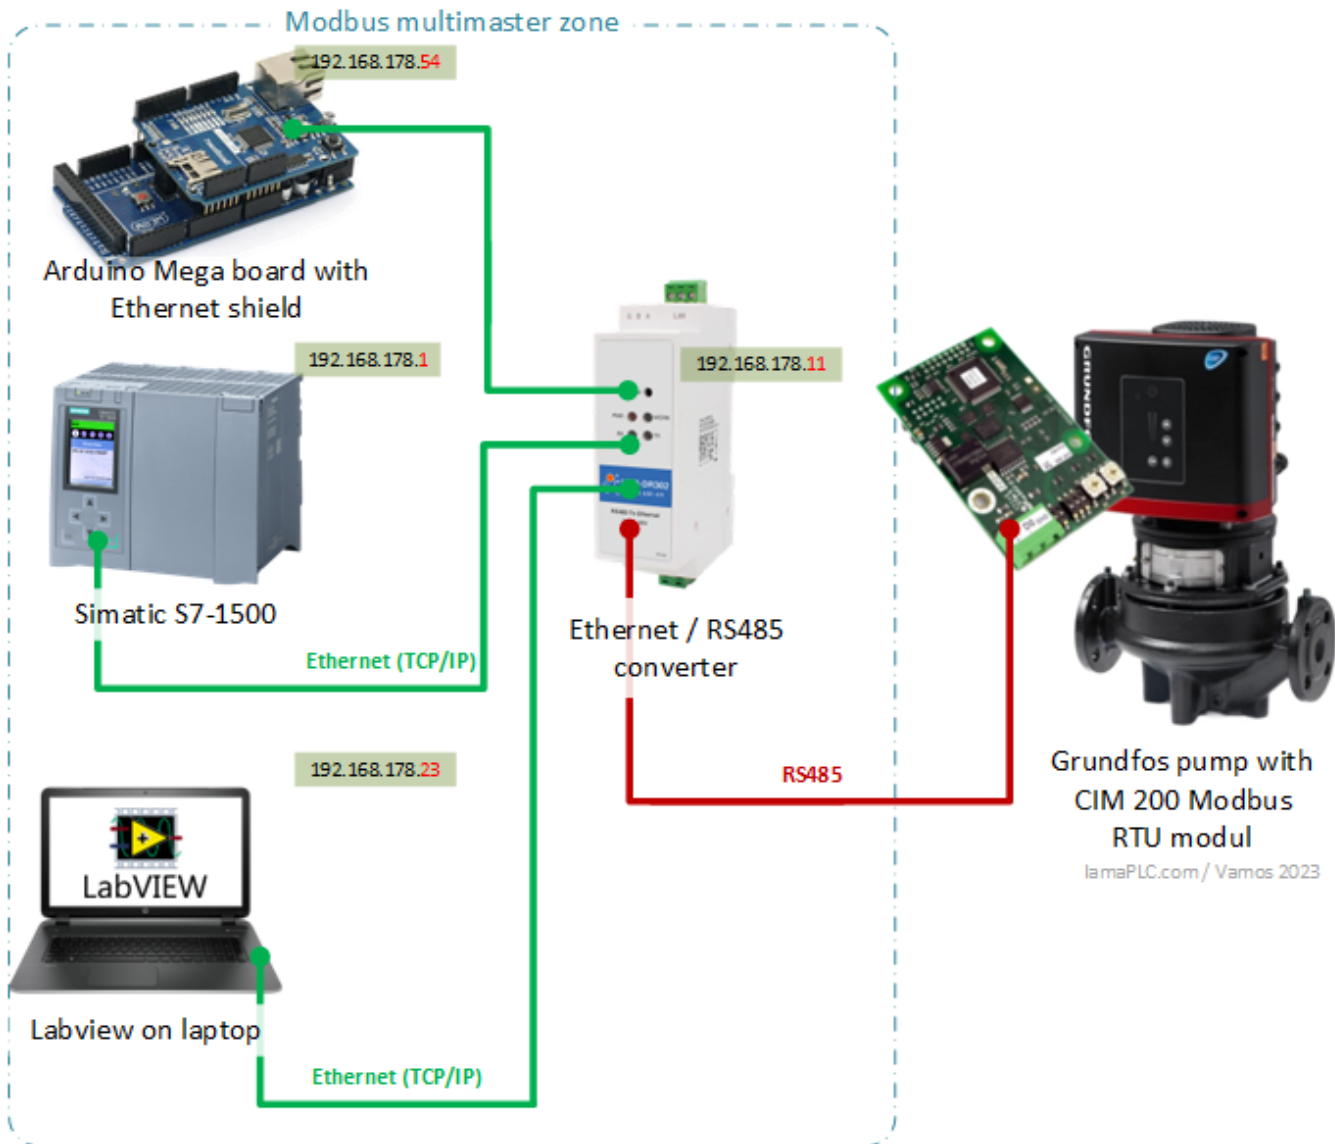 Modbus multimaster zone
192.168.178.54
Arduino Mega board with
Ethernet shield
192.168.178.1
Simatic S7-1500
Ethernet (TCP/IP)
192.168.178.11
Ethernet / RS485
converter
RS485
GRUNDFO
Grundfos pump with
CIM 200 Modbus
RTU modul
IamaPLC.com / Vamos 2023
192.168.178.23
LabVIEW
Labview on laptop
Ethernet (TCP/IP)